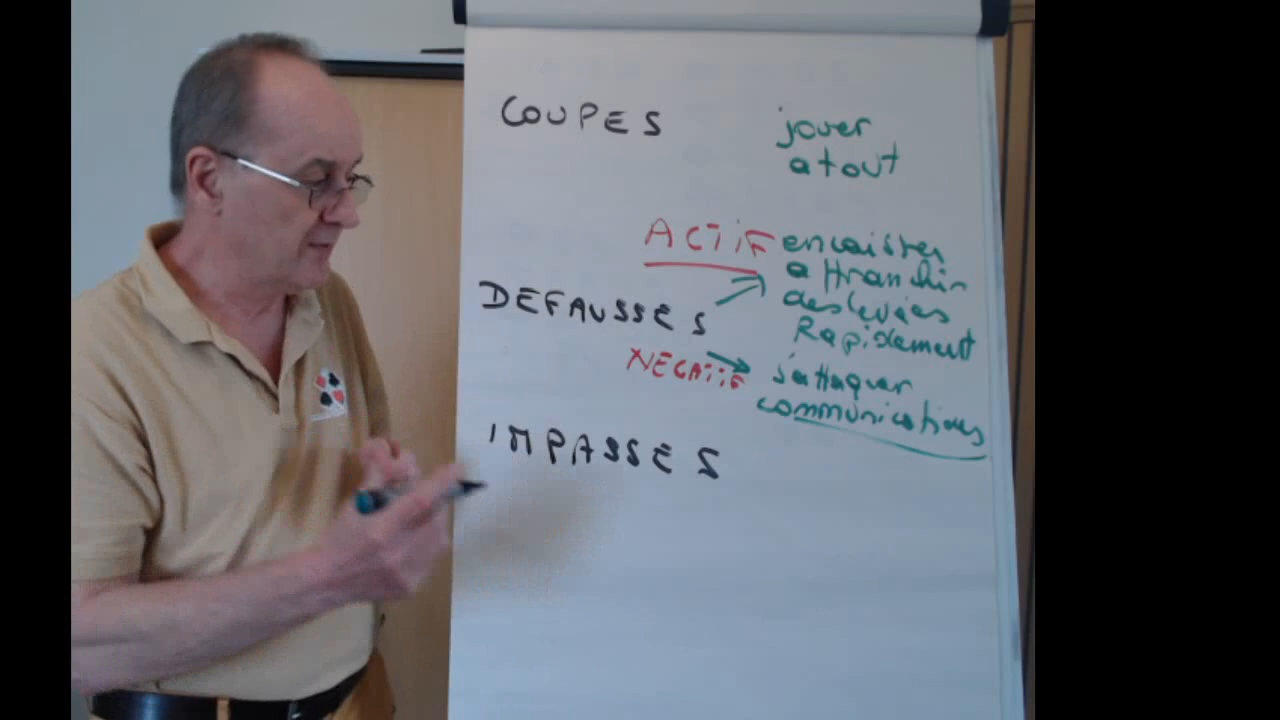 COUPES
jouer
atout
ACTIF
encaisser
affranchir
des levées
Rapidement
DEFAUSSES
NEGATIF
s'attaquer
communications
IMPASSES